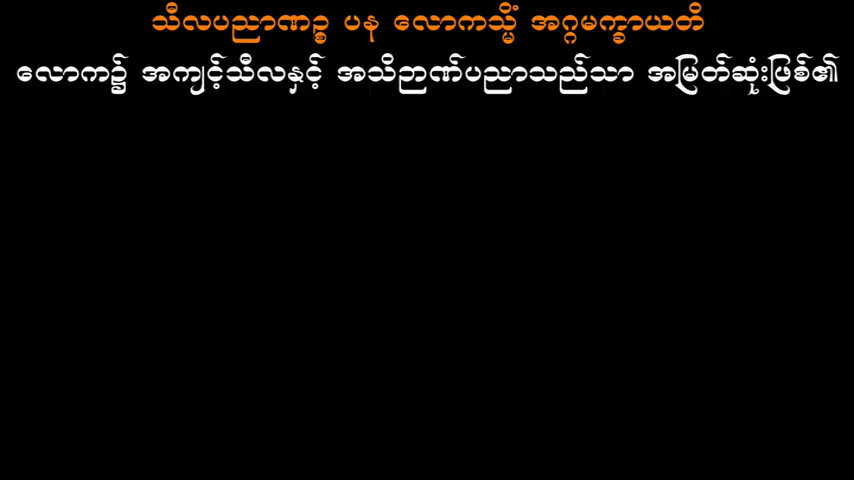 သီလပညာဏဉ္စ ပန လောကသ္မိံ အဂ္ဂမက္ခာယတိ
လောက၌ အကျင့်သီလနှင့် အသိဉာဏ်ပညာသည်သာ အမြတ်ဆုံးဖြစ်၏